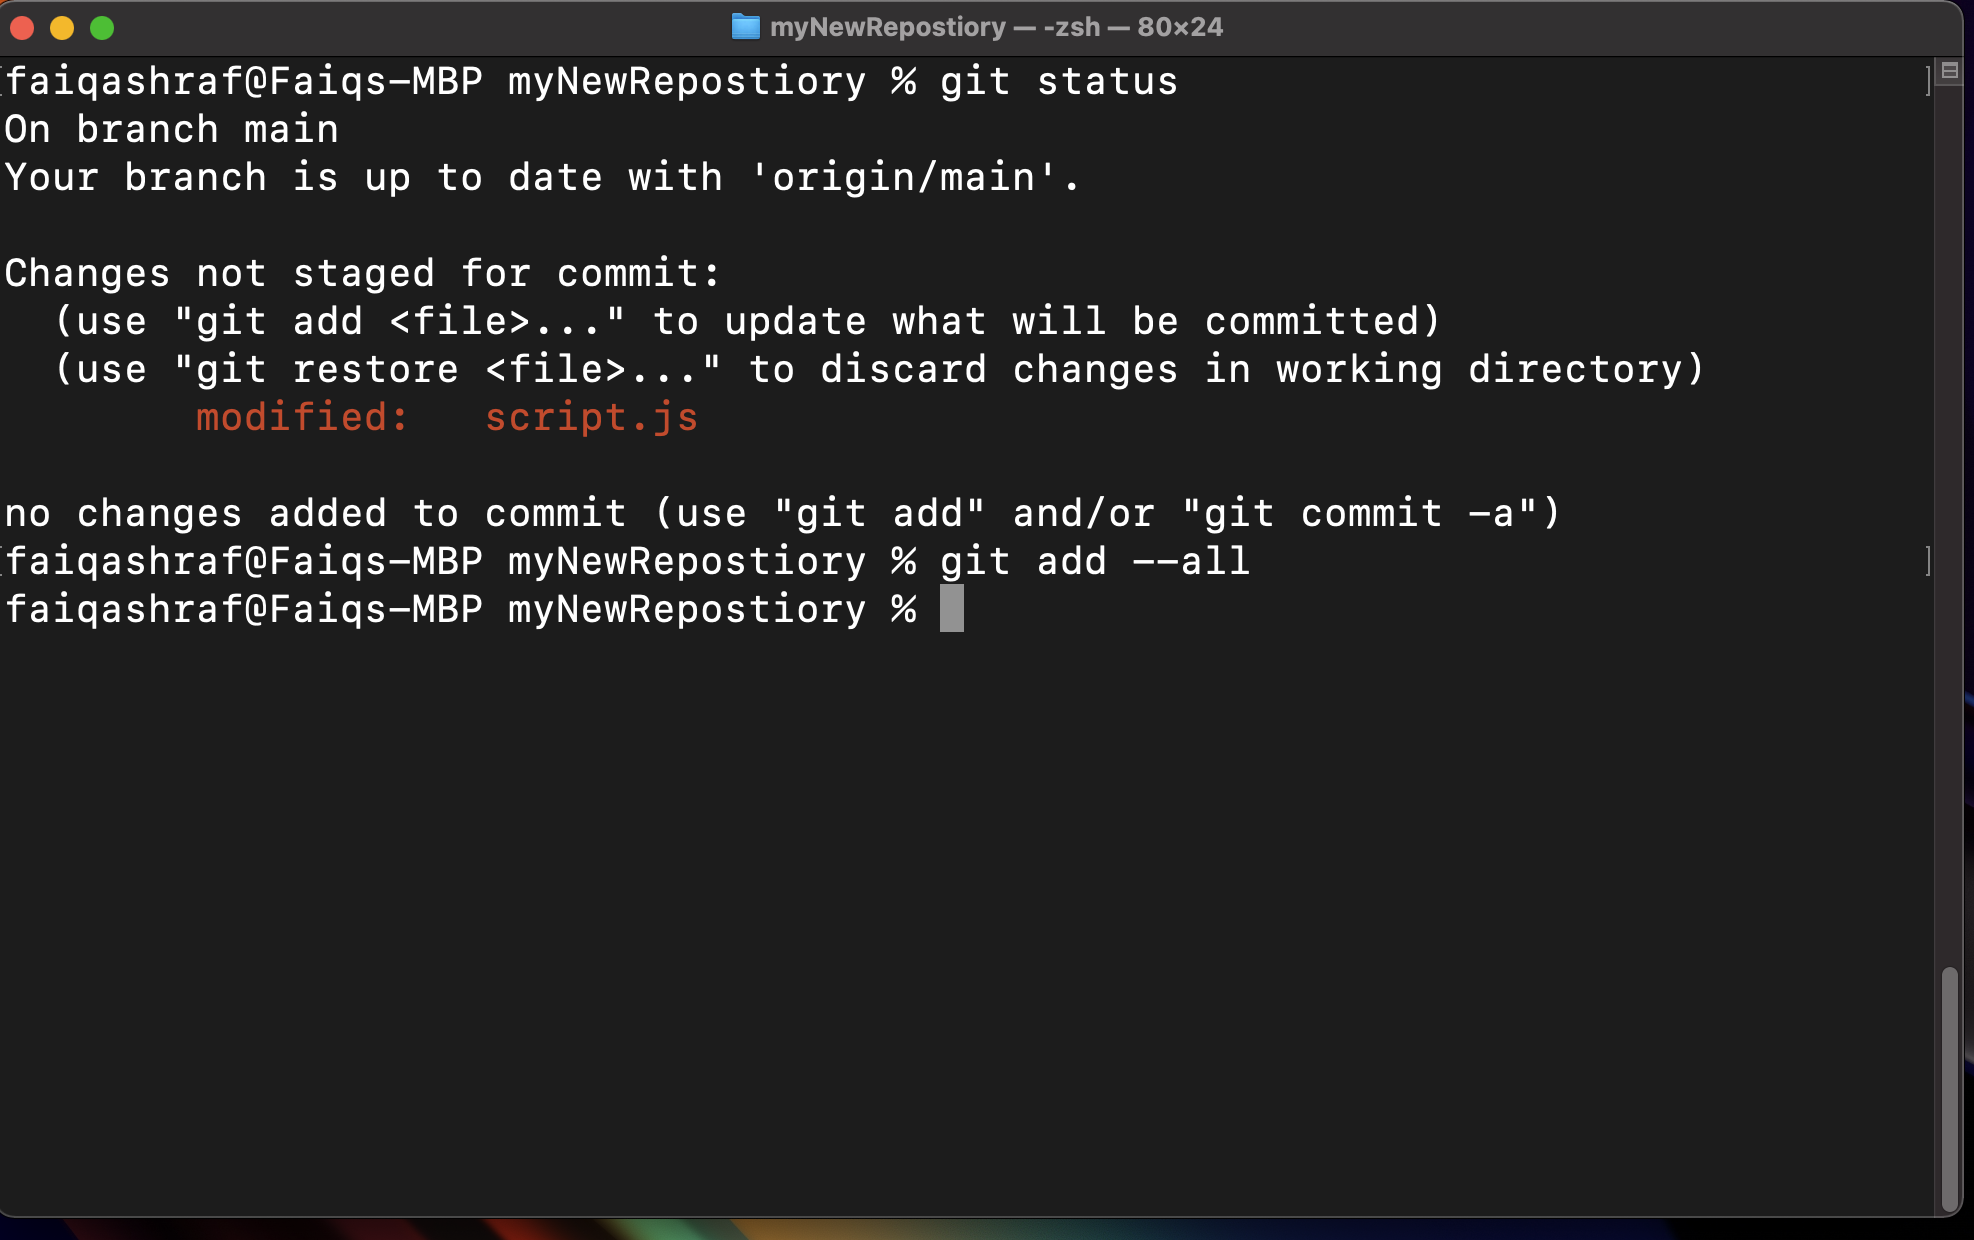 myNewRepostiory — -zsh — 80×24
faiqashraf@Faiqs-MBP myNewRepostiory % git status
On branch main
Your branch is up to date with 'origin/main'.
Changes not staged for commit:
  (use "git add <file>..." to update what will be committed)
  (use "git restore <file>..." to discard changes in working directory)
        modified:   script.js
no changes added to commit (use "git add" and/or "git commit -a")
faiqashraf@Faiqs-MBP myNewRepostiory % git add --all
faiqashraf@Faiqs-MBP myNewRepostiory %